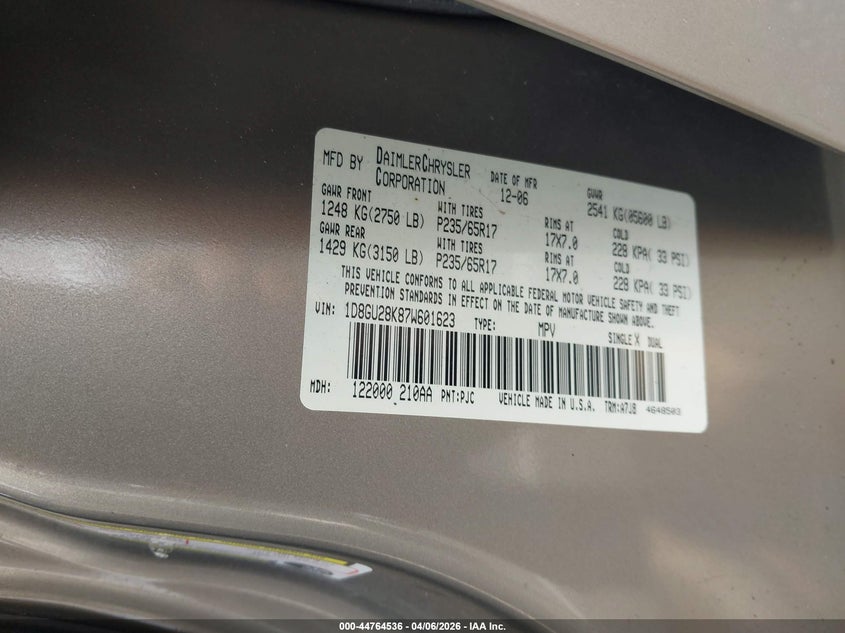 MFD BY DAIMLERCHRYSLER CORPORATION DATE OF MFR 12-06 GVWR 2541 KG(05600 LB)
GAWR FRONT WITH TIRES RIMS AT COLD
1248 KG(2750 LB) P235/65R17 17X7.0 228 KPA( 33 PSI)
GAWR REAR WITH TIRES RIMS AT COLD
1429 KG(3150 LB) P235/65R17 17X7.0 228 KPA( 33 PSI)
THIS VEHICLE CONFORMS TO ALL APPLICABLE FEDERAL MOTOR VEHICLE SAFETY AND THEFT
PREVENTION STANDARDS IN EFFECT ON THE DATE OF MANUFACTURE SHOWN ABOVE.
VIN: 1D8GU28K87W601623 TYPE: MPV SINGLE X DUAL
MDH: 122000 210AA PNT:PJC VEHICLE MADE IN U.S.A. TRM:A7J8 4648503
000-44764536 - 04/06/2026 - IAA Inc.